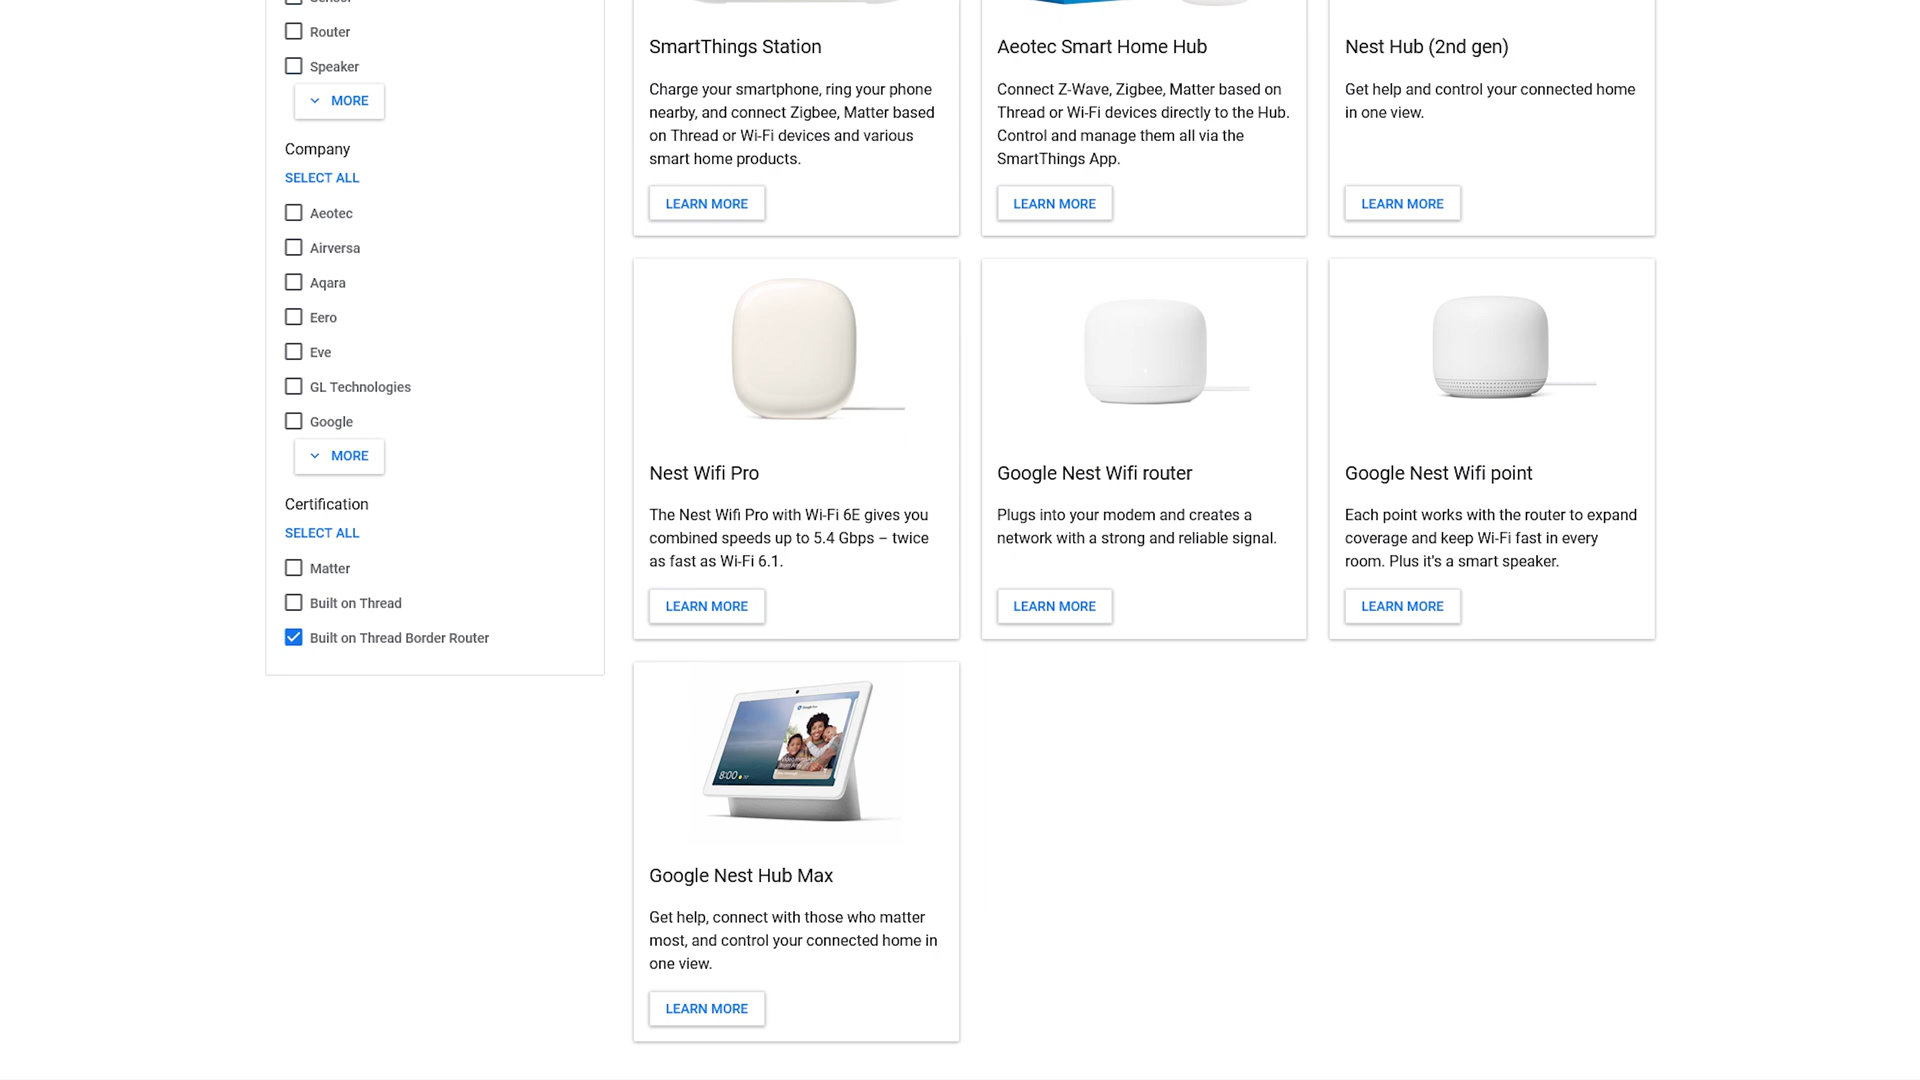 Router
Speaker
MORE
Company
SELECT ALL
Aeotec
Airversa
Aqara
Eero
Eve
GL Technologies
Google
MORE
Certification
SELECT ALL
Matter
Built on Thread
Built on Thread Border Router
SmartThings Station
Charge your smartphone, ring your phone
nearby, and connect Zigbee, Matter based
on Thread or Wi-Fi devices and various
smart home products.
LEARN MORE
Aeotec Smart Home Hub
Connect Z-Wave, Zigbee, Matter based on
Thread or Wi-Fi devices directly to the Hub.
Control and manage them all via the
SmartThings App.
LEARN MORE
Nest Hub (2nd gen)
Get help and control your connected home
in one view.
LEARN MORE
Nest Wifi Pro
The Nest Wifi Pro with Wi-Fi 6E gives you
combined speeds up to 5.4 Gbps – twice
as fast as Wi-Fi 6.1.
LEARN MORE
Google Nest Wifi router
Plugs into your modem and creates a
network with a strong and reliable signal.
LEARN MORE
Google Nest Wifi point
Each point works with the router to expand
coverage and keep Wi-Fi fast in every
room. Plus it's a smart speaker.
LEARN MORE
8:00
Google Nest Hub Max
Get help, connect with those who matter
most, and control your connected home in
one view.
LEARN MORE